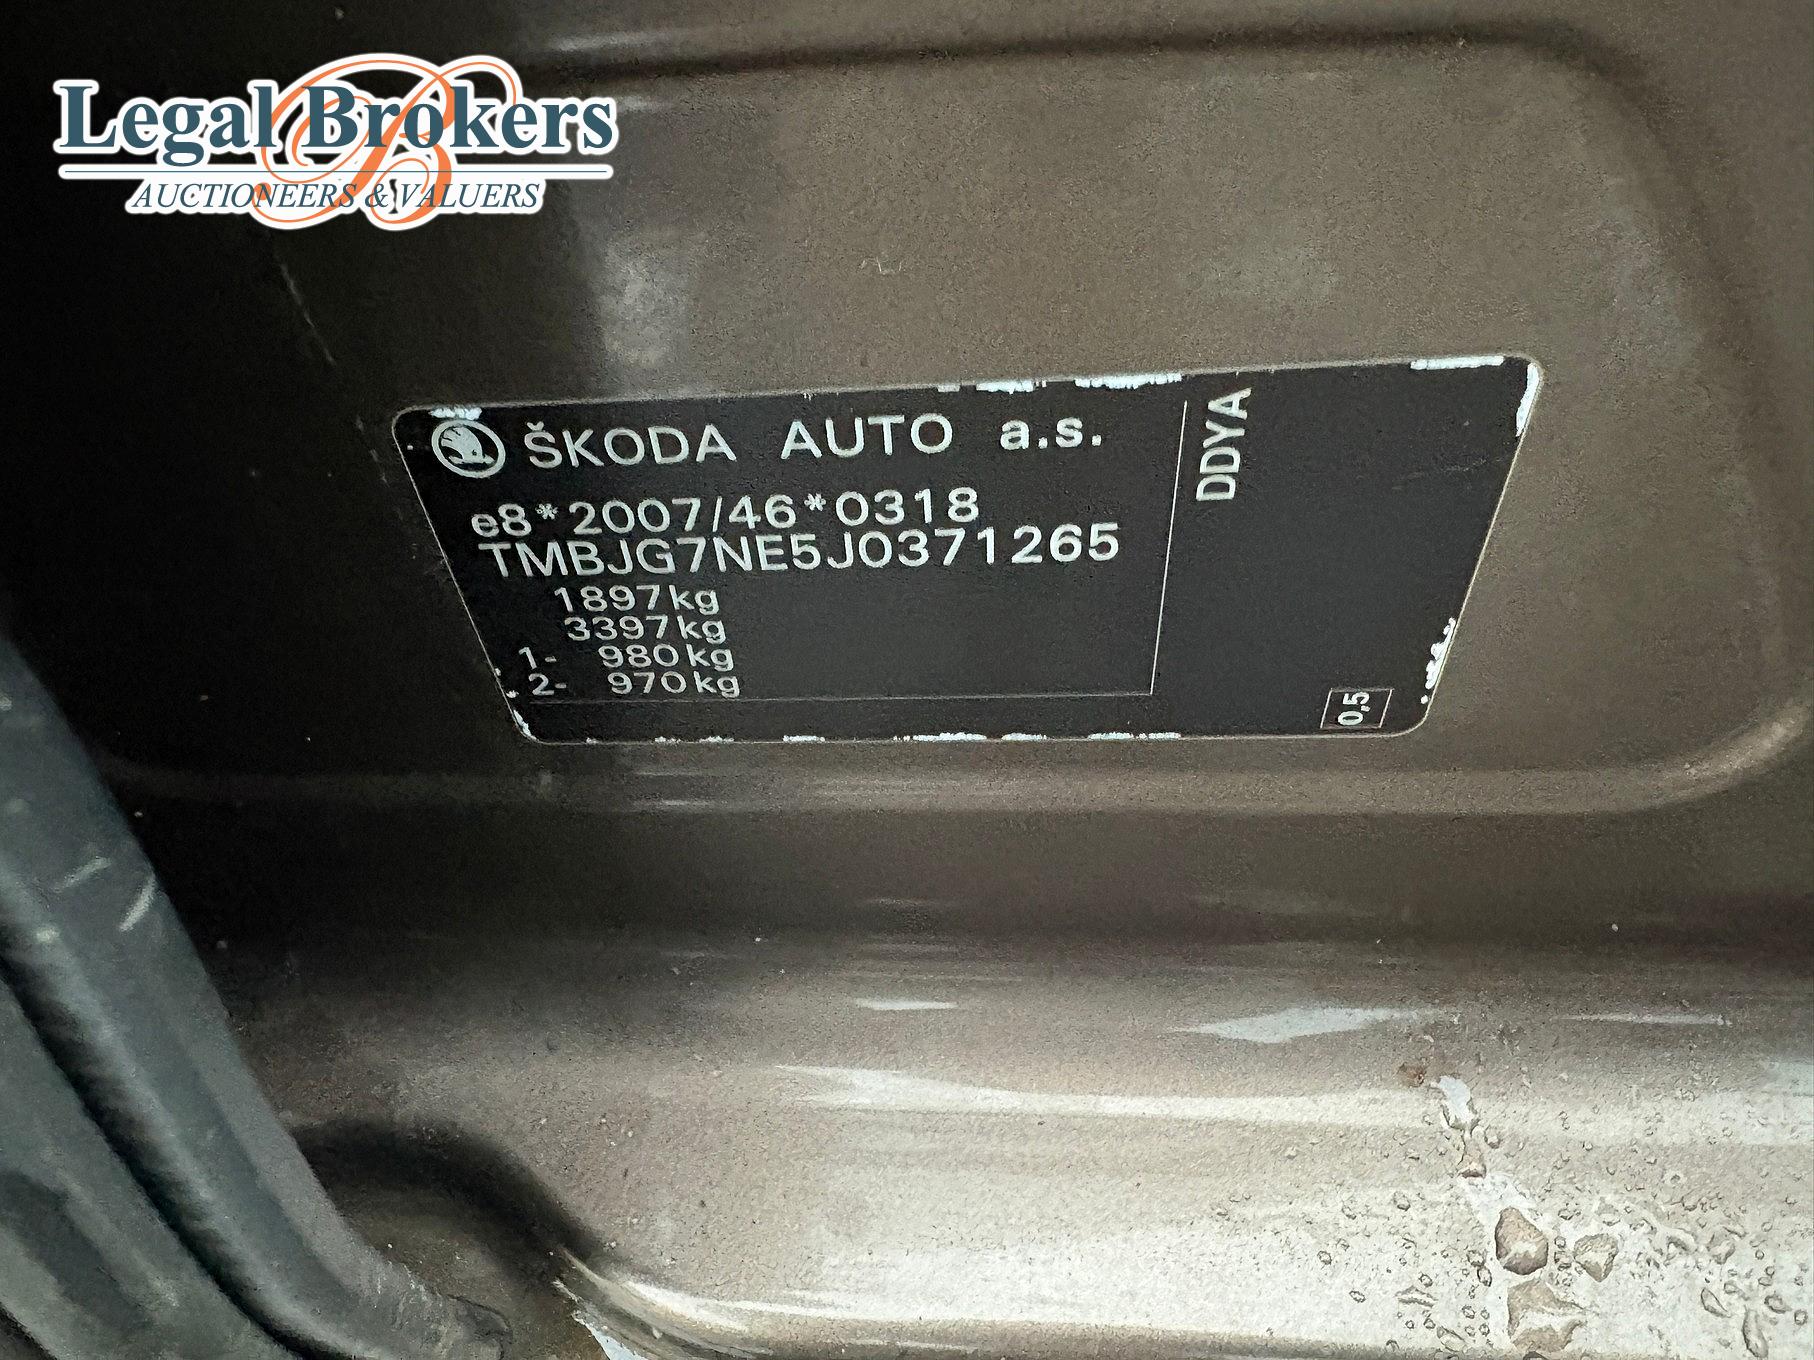 Legal Brokers
AUCTIONEERS & VALUERS
ŠKODA AUTO a.s.
e8*2007/46*0318
TMBJG7NE5J0371265
1897kg
3397kg
1- 980kg
2- 970kg
DDYA
0,5